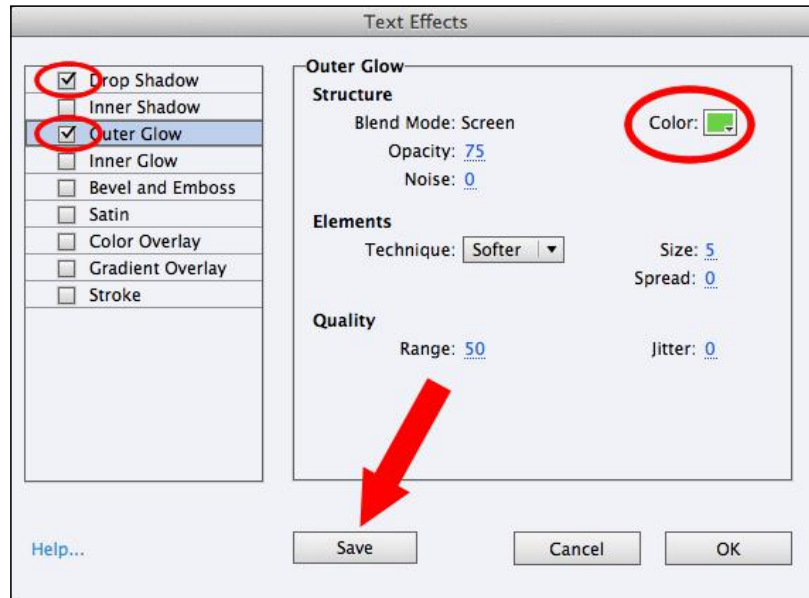 Text Effects
Drop Shadow
Inner Shadow
Outer Glow
Inner Glow
Bevel and Emboss
Satin
Color Overlay
Gradient Overlay
Stroke
Outer Glow
Structure
Blend Mode: Screen Color:
Opacity: 75
Noise: 0
Elements
Technique: Softer Size: 5
Spread: 0
Quality
Range: 50 Jitter: 0
Help... Save Cancel OK